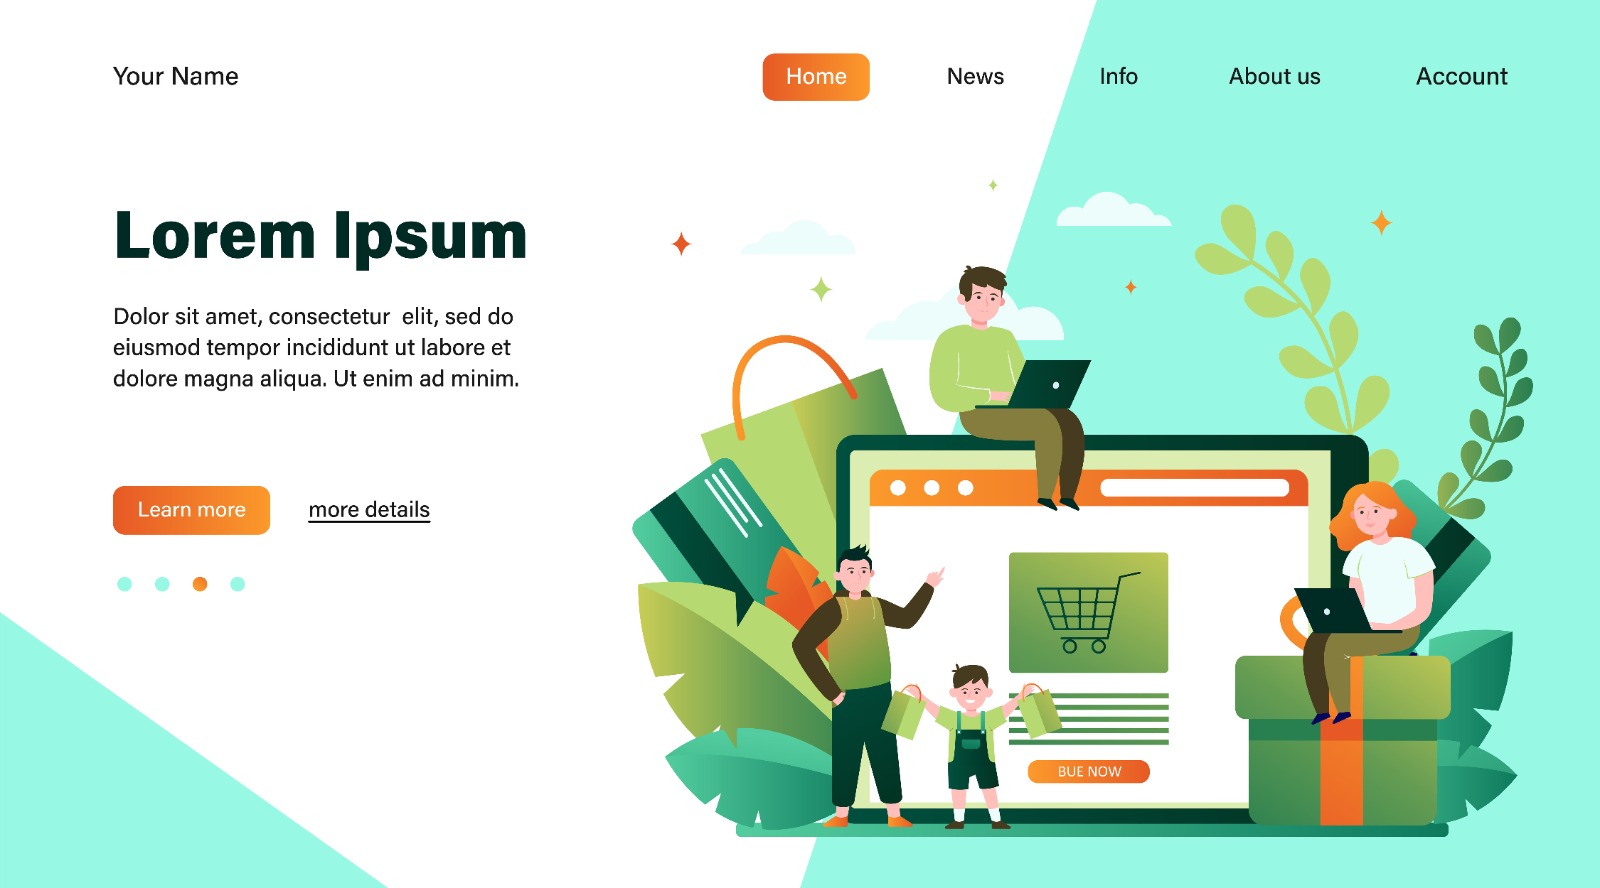 Your Name
Home
News
Info
About us
Account
Lorem Ipsum
Dolor sit amet, consectetur  elit, sed do
eiusmod tempor incididunt ut labore et
dolore magna aliqua. Ut enim ad minim.
Learn more
more details
BUE NOW